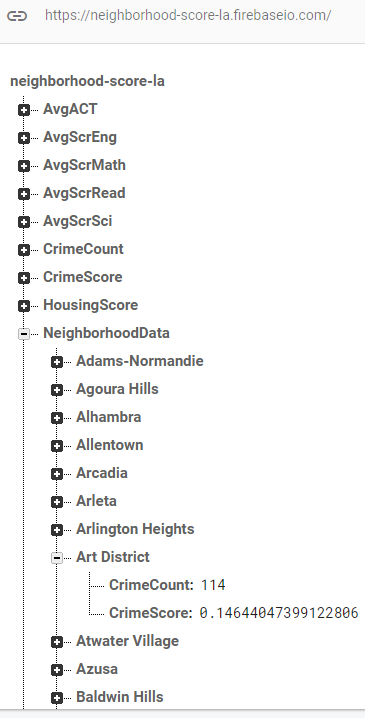 https://neighborhood-score-la.firebaseio.com/
neighborhood-score-la
AvgACT
AvgScrEng
AvgScrMath
AvgScrRead
AvgScrSci
CrimeCount
CrimeScore
HousingScore
NeighborhoodData
Adams-Normandie
Agoura Hills
Alhambra
Allentown
Arcadia
Arleta
Arlington Heights
Art District
CrimeCount: 114
CrimeScore: 0.14644047399122806
Atwater Village
Azusa
Baldwin Hills